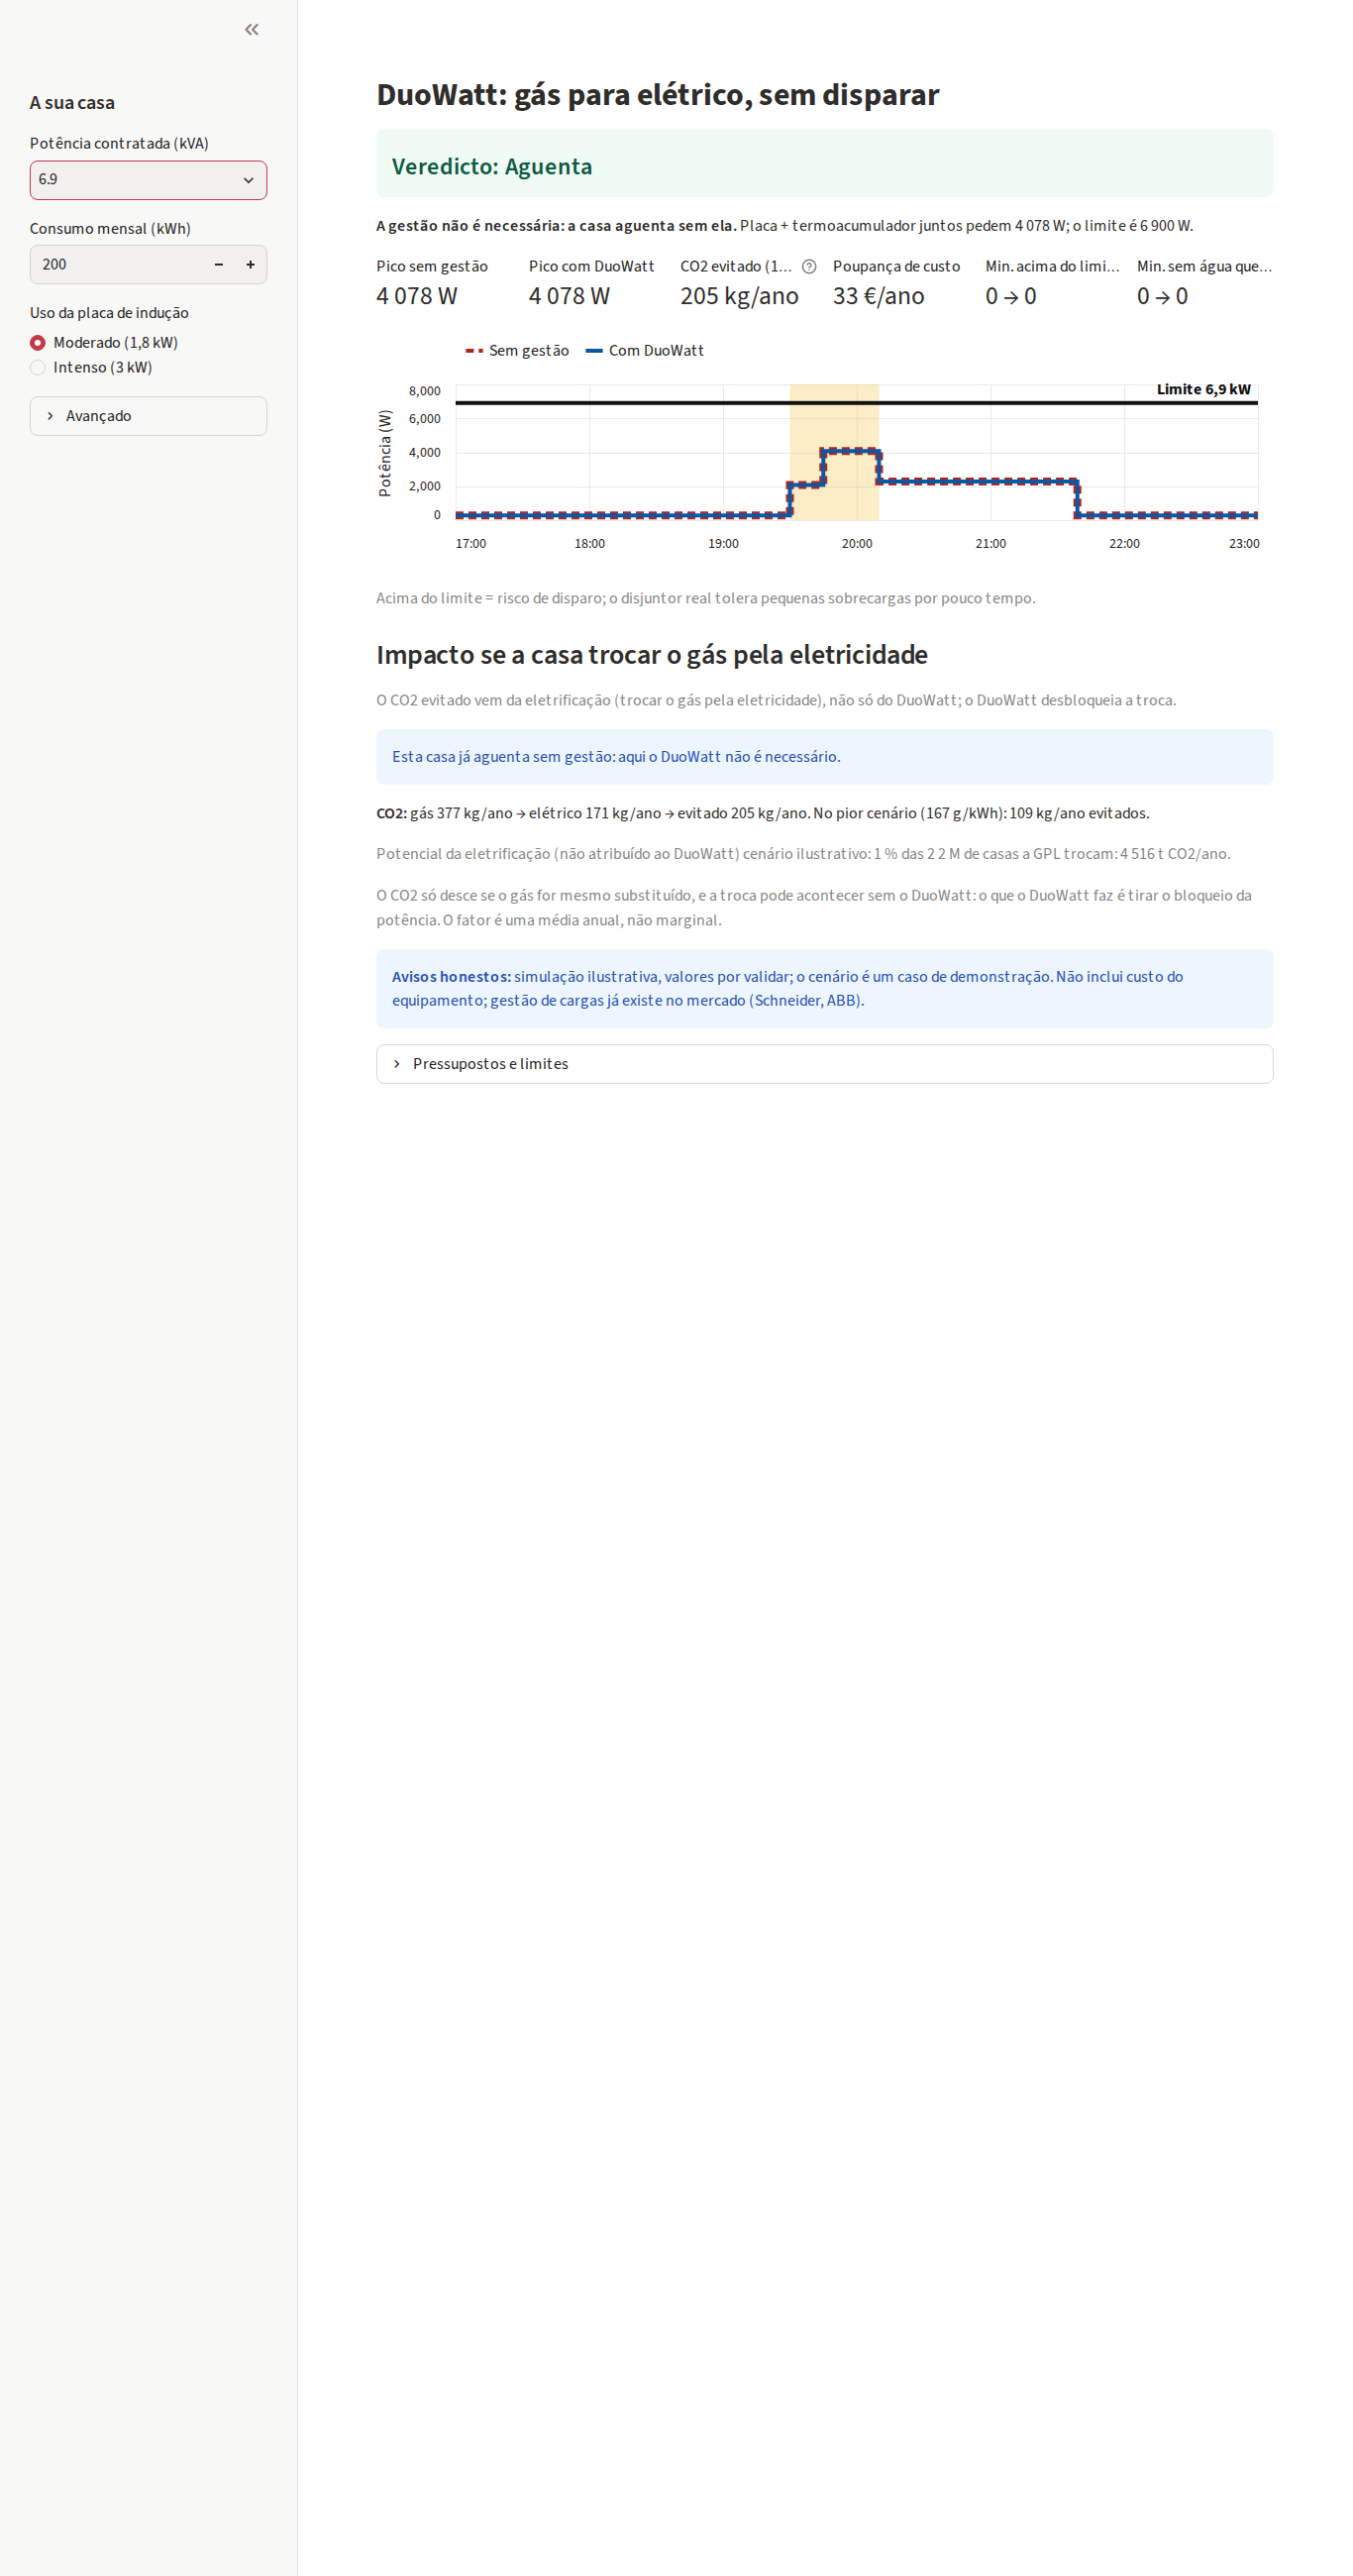 A sua casa
Potência contratada (kVA)
6.9
Consumo mensal (kWh)
200
Uso da placa de indução
Moderado (1,8 kW)
Intenso (3 kW)
Avançado
DuoWatt: gás para elétrico, sem disparar
Veredicto: Aguenta
A gestão não é necessária: a casa aguenta sem ela. Placa + termoacumulador juntos pedem 4 078 W; o limite é 6 900 W.
Pico sem gestão
4 078 W
Pico com DuoWatt
4 078 W
CO2 evitado (1…
205 kg/ano
Poupança de custo
33 €/ano
Min. acima do limi…
0 → 0
Min. sem água que…
0 → 0
Sem gestão
Com DuoWatt
Limite 6,9 kW
Potência (W)
8,000
6,000
4,000
2,000
0
17:00 18:00 19:00 20:00 21:00 22:00 23:00
Acima do limite = risco de disparo; o disjuntor real tolera pequenas sobrecargas por pouco tempo.
Impacto se a casa trocar o gás pela eletricidade
O CO2 evitado vem da eletrificação (trocar o gás pela eletricidade), não só do DuoWatt; o DuoWatt desbloqueia a troca.
Esta casa já aguenta sem gestão: aqui o DuoWatt não é necessário.
CO2: gás 377 kg/ano → elétrico 171 kg/ano → evitado 205 kg/ano. No pior cenário (167 g/kWh): 109 kg/ano evitados.
Potencial da eletrificação (não atribuído ao DuoWatt) cenário ilustrativo: 1 % das 2 2 M de casas a GPL trocam: 4 516 t CO2/ano.
O CO2 só desce se o gás for mesmo substituído, e a troca pode acontecer sem o DuoWatt: o que o DuoWatt faz é tirar o bloqueio da
potência. O fator é uma média anual, não marginal.
Avisos honestos: simulação ilustrativa, valores por validar; o cenário é um caso de demonstração. Não inclui custo do
equipamento; gestão de cargas já existe no mercado (Schneider, ABB).
Pressupostos e limites